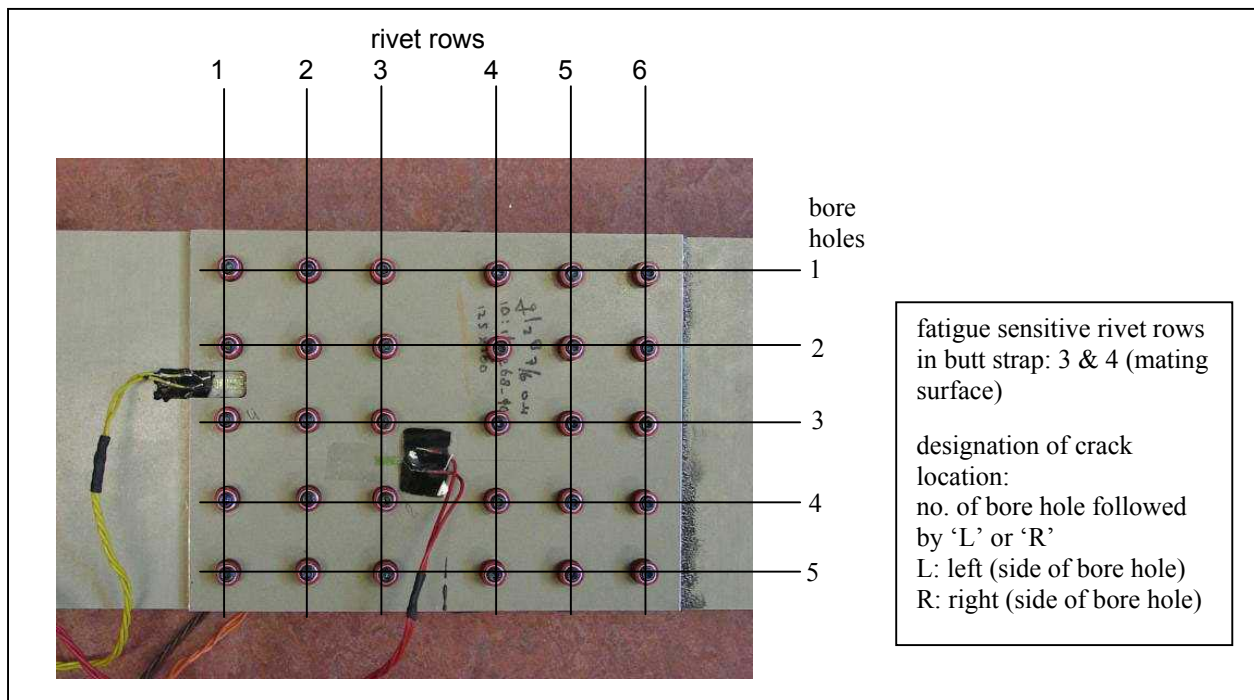 rivet rows
1 2 3 4 5 6
bore
holes
1
2
3
4
5
fatigue sensitive rivet rows
in butt strap: 3 & 4 (mating
surface)
designation of crack
location:
no. of bore hole followed
by ‘L’ or ‘R’
L: left (side of bore hole)
R: right (side of bore hole)